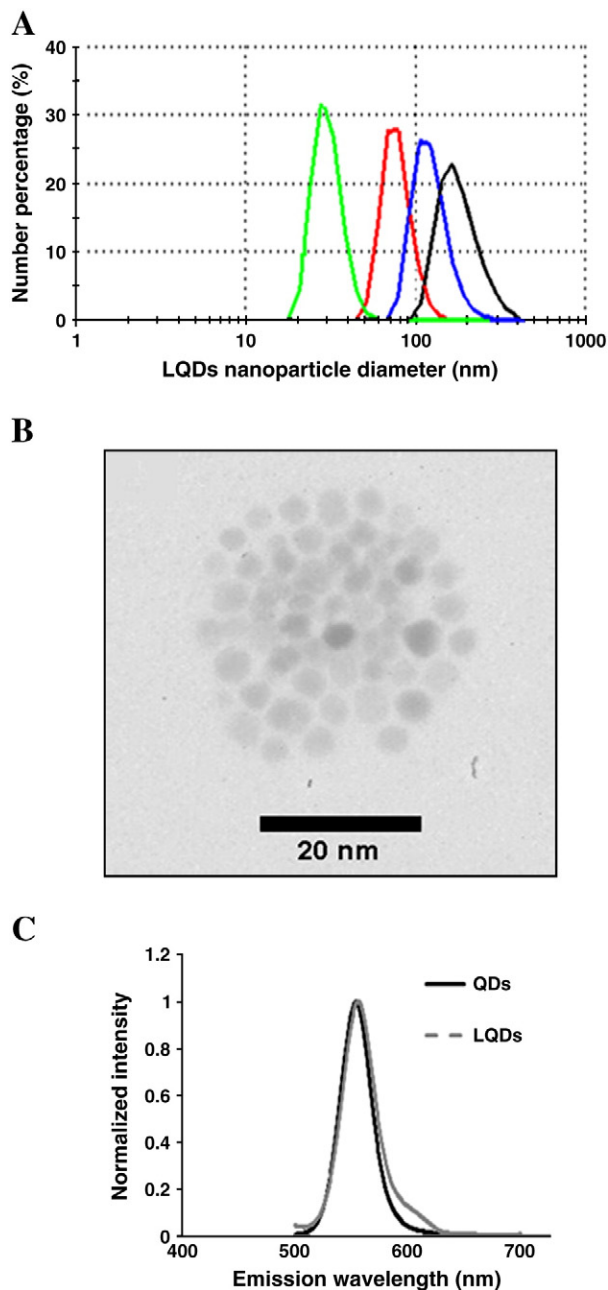 A
Number percentage (%)
40
30
20
10
0
1
10
100
1000
LQDs nanoparticle diameter (nm)
B
20 nm
C
Normalized intensity
1.2
1
0.8
0.6
0.4
0.2
0
400
500
600
700
Emission wavelength (nm)
QDs
LQDs